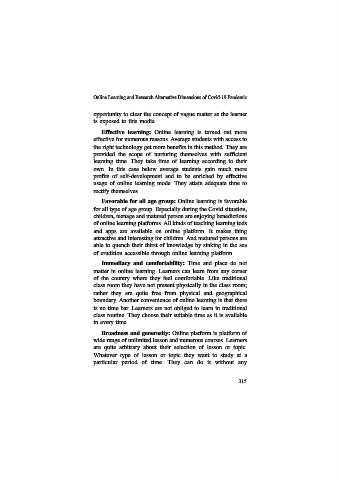 Online Learning and Research Alternative Dimensions of Covid-19 Pandemic
opportunity to clear the concept of vague matter as the learner
is exposed to this media.
Effective learning: Online learning is turned out more
effective for numerous reasons. Average students with access to
the right technology get more benefits in this method. They are
provided the scope of nurturing themselves with sufficient
learning time. They take time of learning according to their
own. In this case below average students gain much more
profits of self-development and to be enriched by effective
usage of online learning mode. They attain adequate time to
rectify themselves.
Favorable for all age group: Online learning is favorable
for all type of age group. Especially during the Covid situation,
children, teenage and matured person are enjoying benedictions
of online learning platforms. All kinds of teaching learning tools
and apps are available on online platform. It makes thing
attractive and interesting for children. And matured persons are
able to quench their thirst of knowledge by sinking in the sea
of erudition accessible through online learning platform.
Immediacy and comfortability: Time and place do not
matter in online learning. Learners can learn from any corner
of the country where they feel comfortable. Like traditional
class room they have not present physically in the class room;
rather they are quite free from physical and geographical
boundary. Another convenience of online learning is that there
is no time bar. Learners are not obliged to learn in traditional
class routine. They choose their suitable time as it is available
in every time.
Broadness and generosity: Online platform is platform of
wide range of unlimited lesson and numerous courses. Learners
are quite arbitrary about their selection of lesson or topic.
Whatever type of lesson or topic they want to study at a
particular period of time. They can do it without any
315